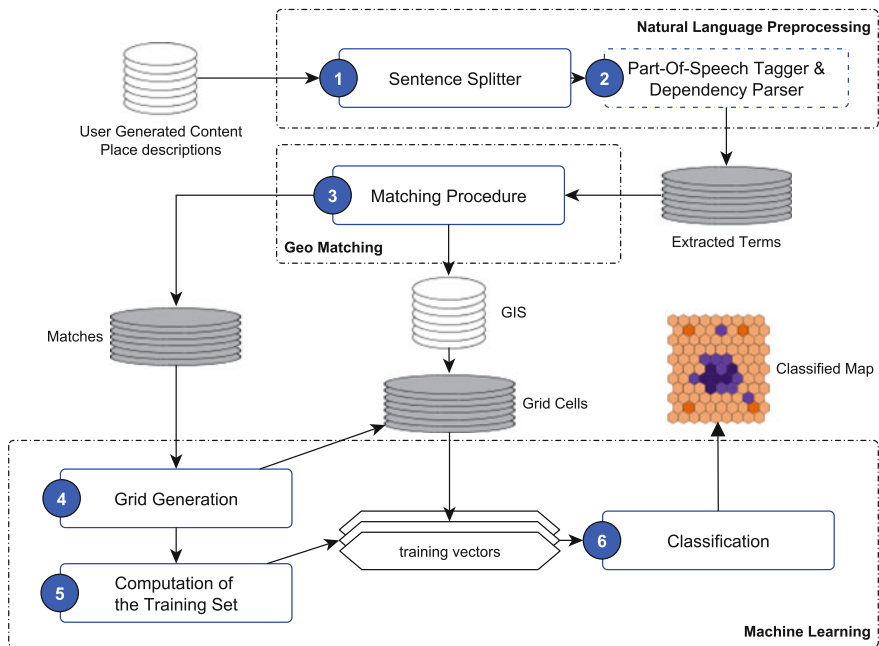 Natural Language Preprocessing
1
Sentence Splitter
2
Part-Of-Speech Tagger &
Dependency Parser
User Generated Content
Place descriptions
3
Matching Procedure
Geo Matching
Extracted Terms
GIS
Matches
Classified Map
Grid Cells
4
Grid Generation
training vectors
6
Classification
5
Computation of
the Training Set
Machine Learning